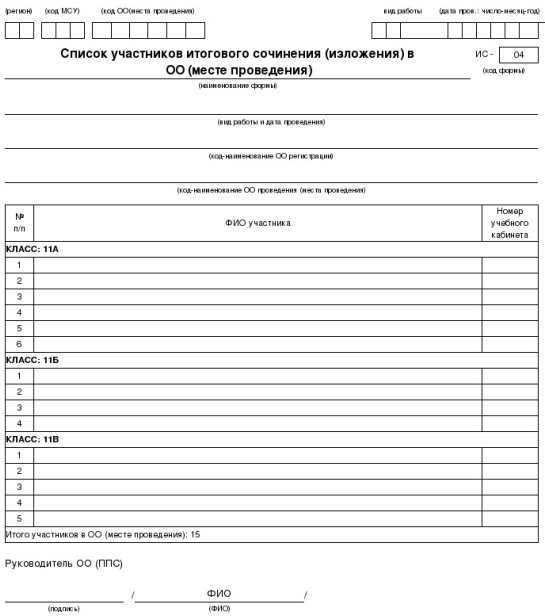 (регион) (код МСУ) (код ОО(места проведения) вид работы (дата пров.: число-месяц-год)
Список участников итогового сочинения (изложения) в ИС - 04
ОО (месте проведения) (код формы)
(наименование формы)
(вид работы и дата проведения)
(код-наименование ОО регистрации)
(код-наименование ОО проведения (места проведения)
№ п/п ФИО участника Номер учебного кабинета
КЛАСС: 11А
1
2
3
4
5
6
КЛАСС: 11Б
1
2
3
4
КЛАСС: 11В
1
2
3
4
5
Итого участников в ОО (месте проведения): 15
Руководитель ОО (ППС)
/ ФИО /
(подпись) (ФИО)